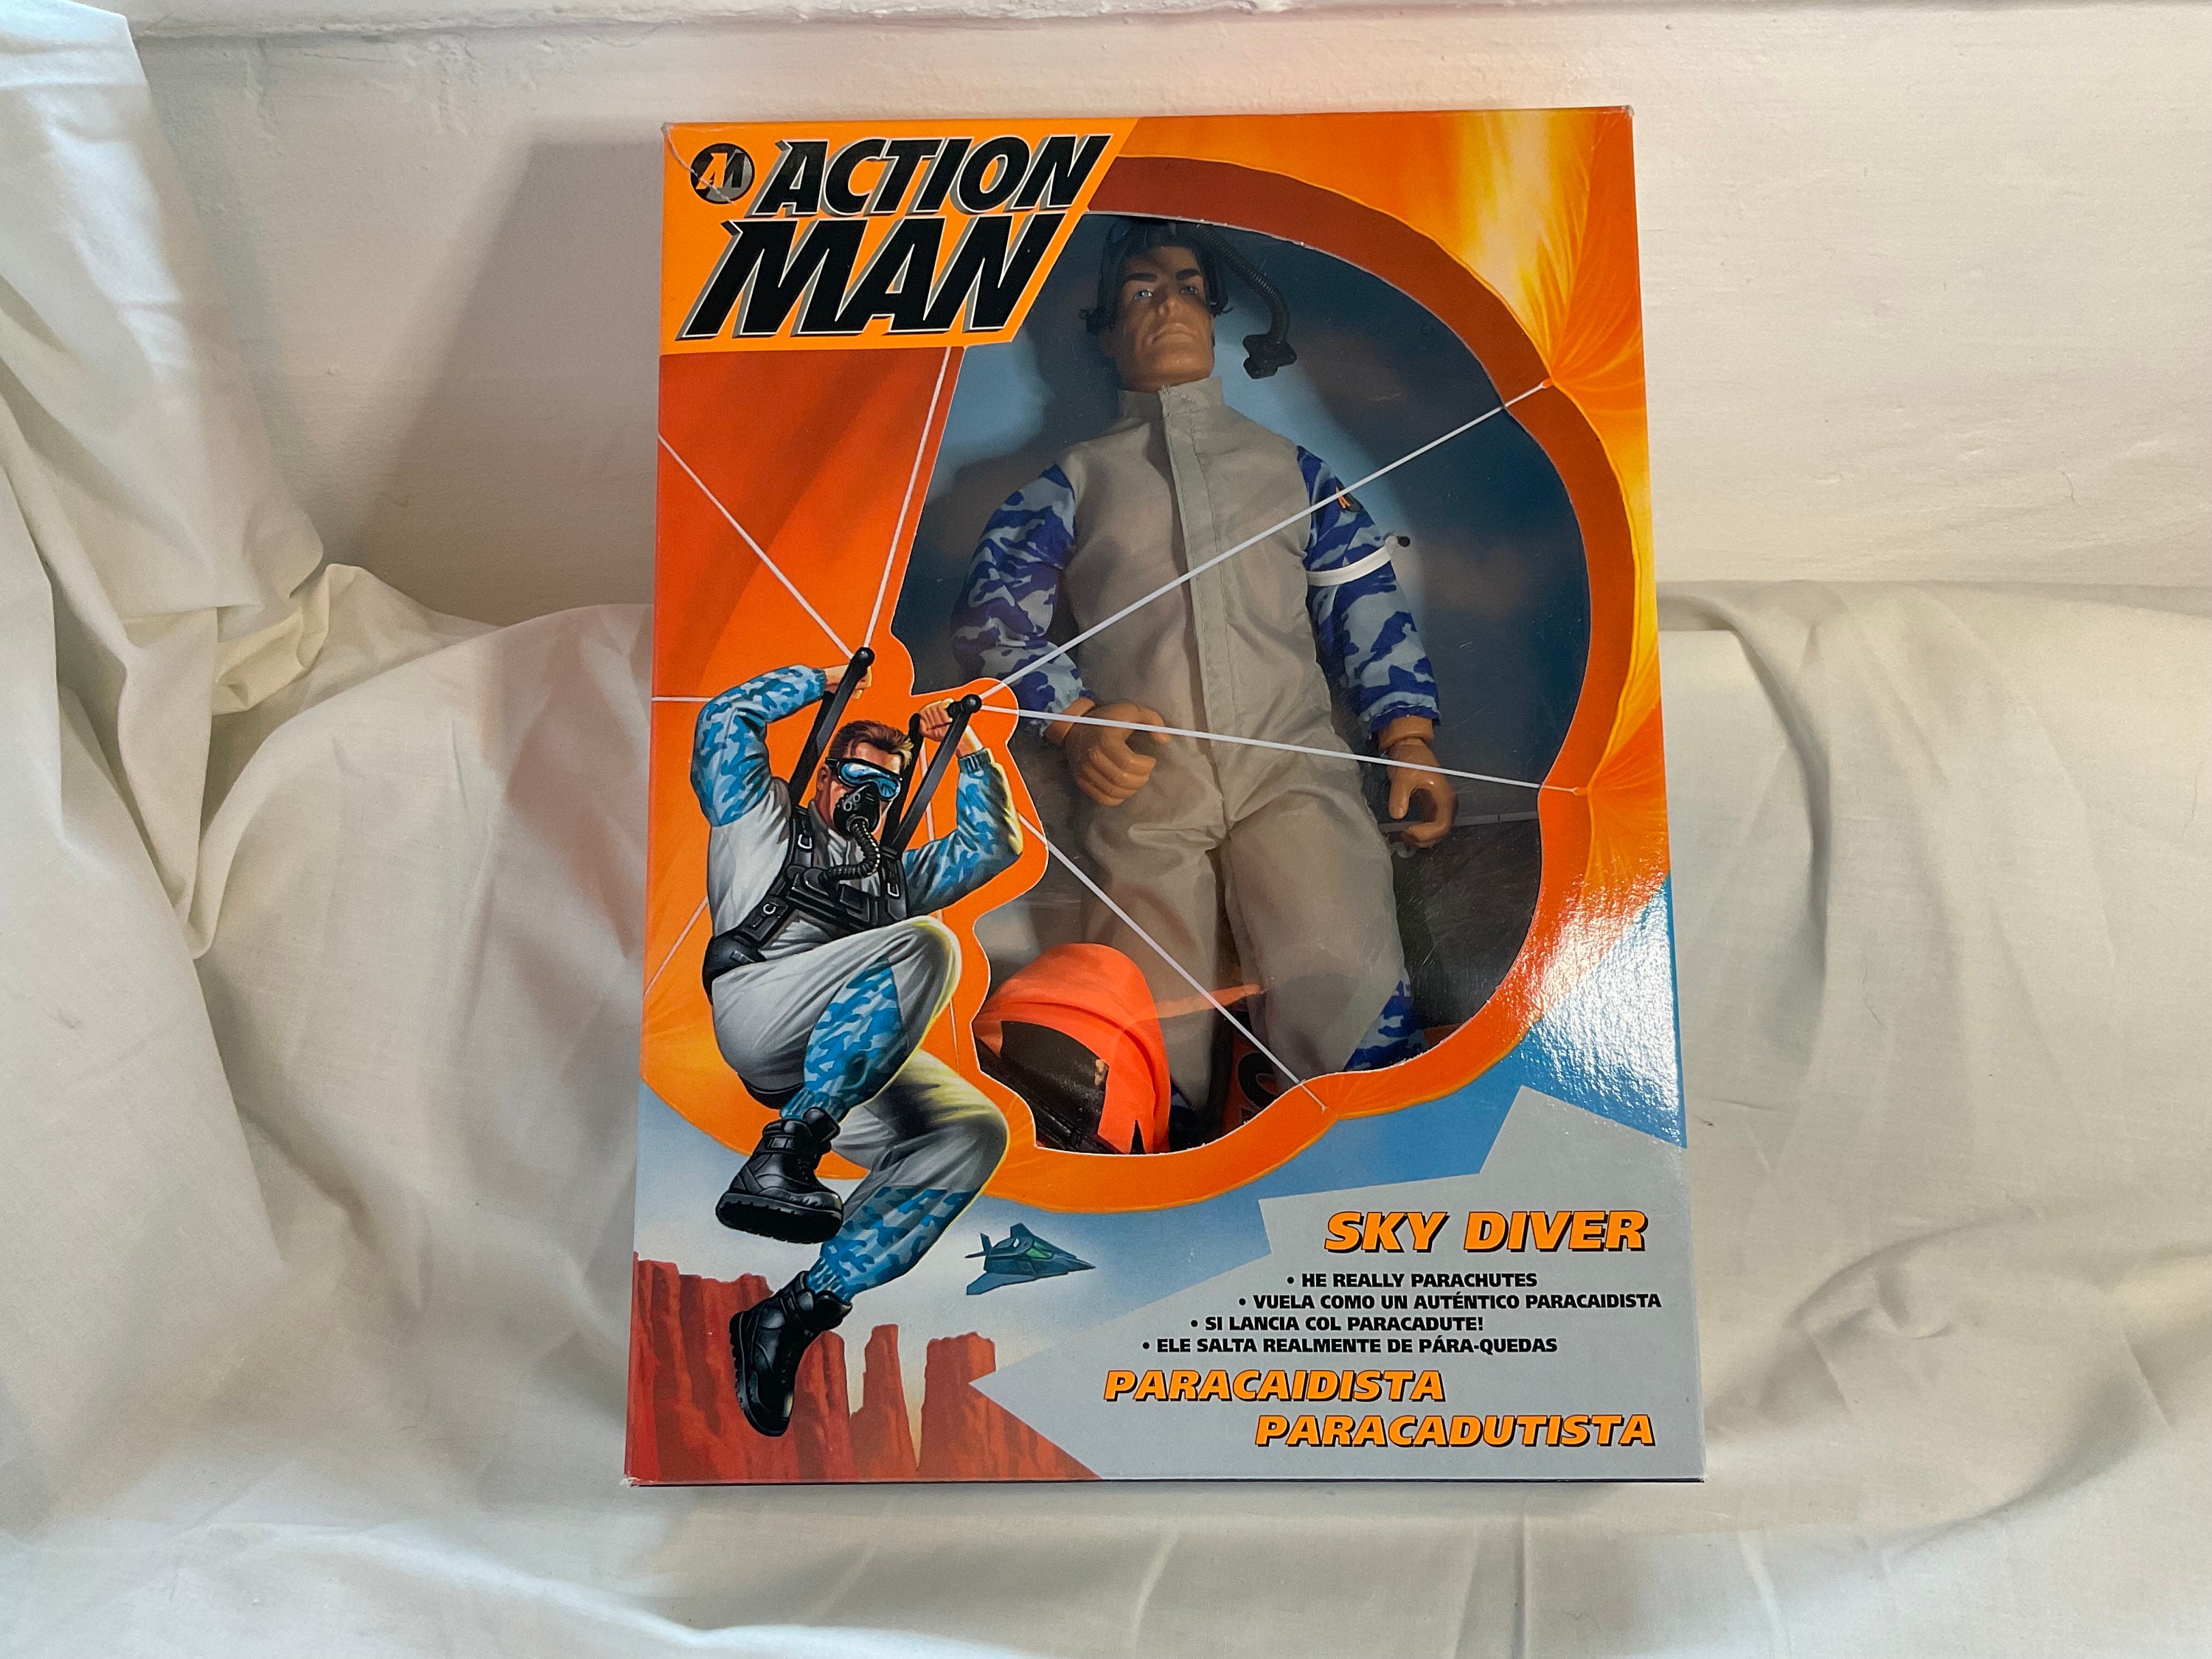 AM
ACTION
MAN
SKY DIVER
• HE REALLY PARACHUTES
• VUELA COMO UN AUTÉNTICO PARACAIDISTA
• SI LANCIA COL PARACADUTE!
• ELE SALTA REALMENTE DE PÁRA-QUEDAS
PARACAIDISTA
PARACADUTISTA